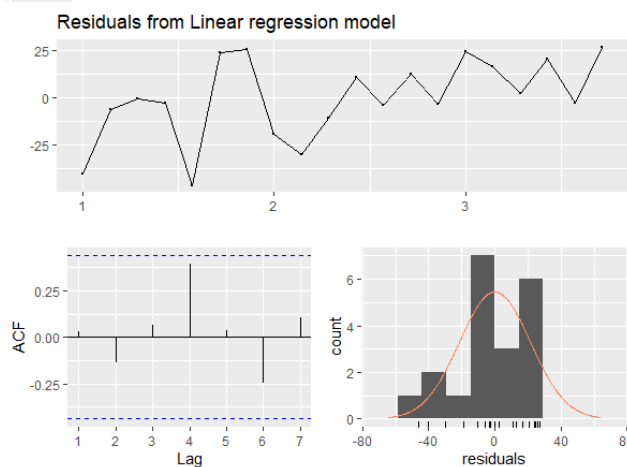 Residuals from Linear regression model
25
0
-25
1 2 3
ACF
0.25
0.00
-0.25
1 2 3 4 5 6 7
Lag
count
6
4
2
0
-80 -40 0 40 80
residuals